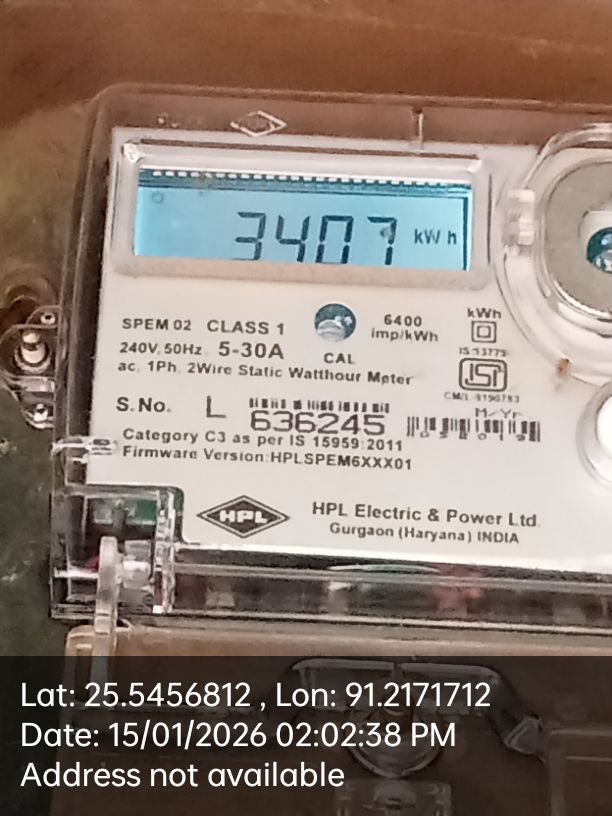 3407 kWh
SPEM 02 CLASS 1
6400
imp/kWh
kWh
240V, 50Hz 5-30A
CAL
IS 13779
ac, 1Ph, 2Wire Static Watthour Meter
ISI
S.No. L 636245
M/Yr
Category C3 as per IS 15959:2011
Firmware Version:HPLSPEM6XXX01
HPL
HPL Electric & Power Ltd.
Gurgaon (Haryana) INDIA
Lat: 25.5456812 , Lon: 91.2171712
Date: 15/01/2026 02:02:38 PM
Address not available